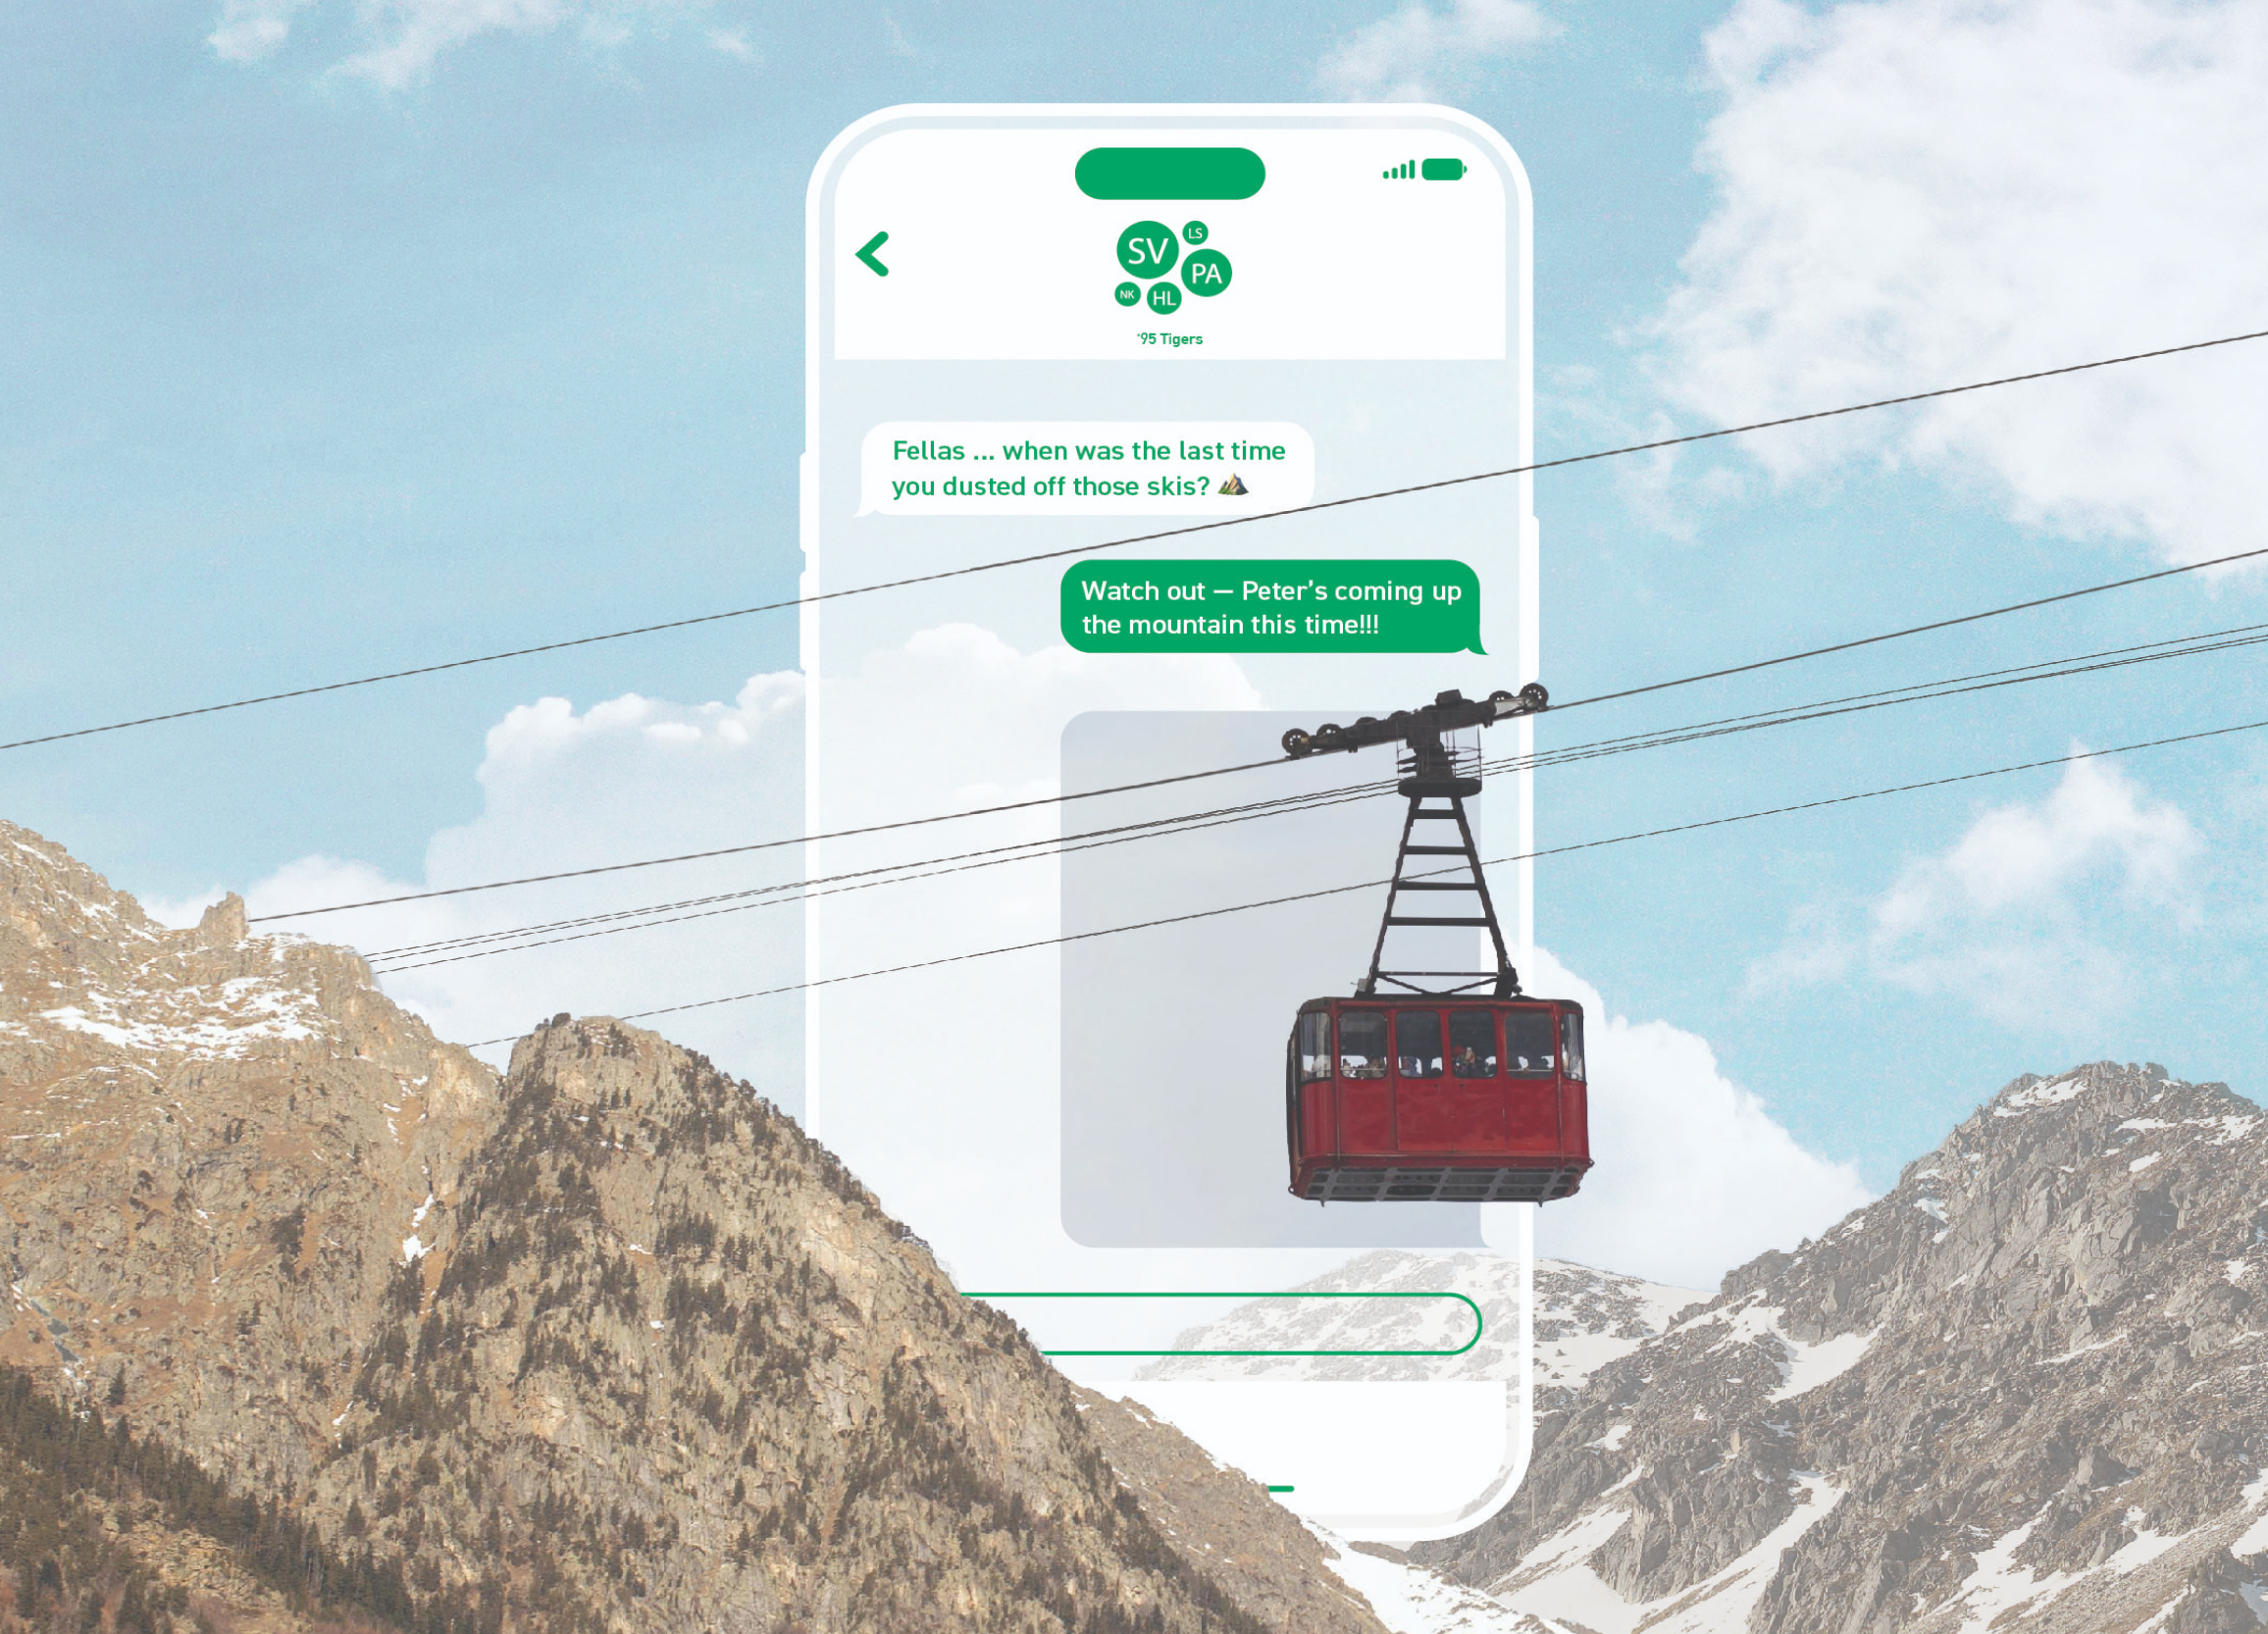 SV
LS
PA
NK
HL
'95 Tigers
Fellas ... when was the last time
you dusted off those skis? ⛰️
Watch out — Peter's coming up
the mountain this time!!!